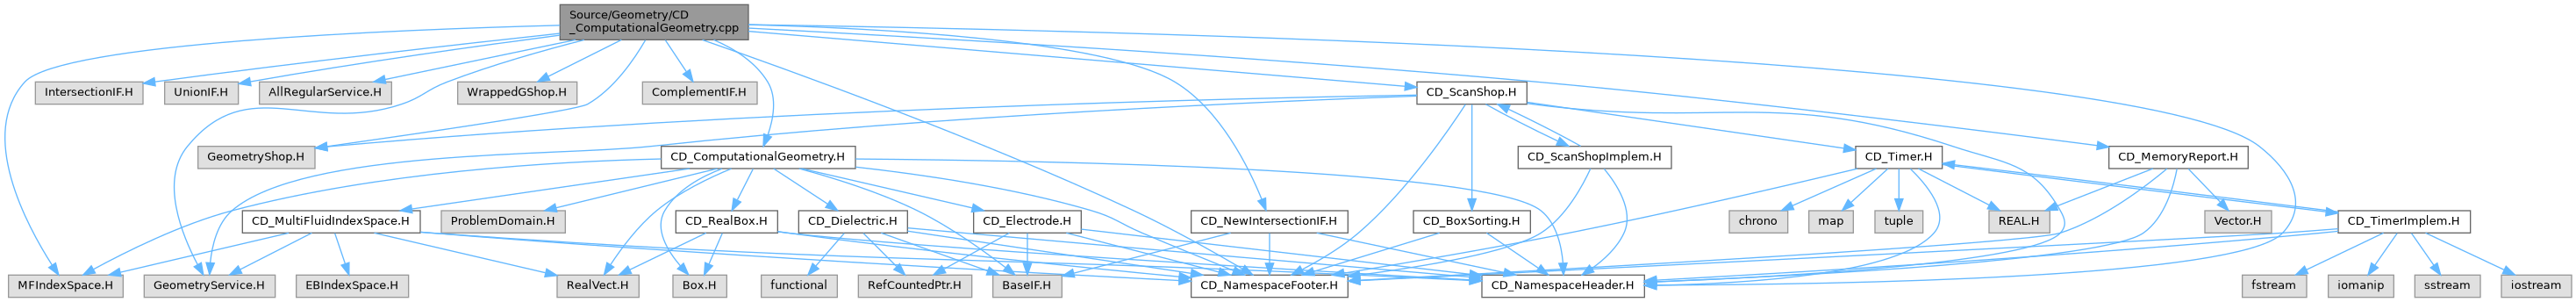 Source/Geometry/CD
_ComputationalGeometry.cpp
IntersectionIF.H
UnionIF.H
AllRegularService.H
WrappedGShop.H
ComplementIF.H
CD_ScanShop.H
GeometryShop.H
CD_ComputationalGeometry.H
CD_ScanShopImplem.H
CD_Timer.H
CD_MemoryReport.H
CD_MultiFluidIndexSpace.H
ProblemDomain.H
CD_RealBox.H
CD_Dielectric.H
CD_Electrode.H
CD_NewIntersectionIF.H
CD_BoxSorting.H
chrono
map
tuple
REAL.H
Vector.H
CD_TimerImplem.H
MFIndexSpace.H
GeometryService.H
EBIndexSpace.H
RealVect.H
Box.H
functional
RefCountedPtr.H
BaseIF.H
CD_NamespaceFooter.H
CD_NamespaceHeader.H
fstream
iomanip
sstream
iostream